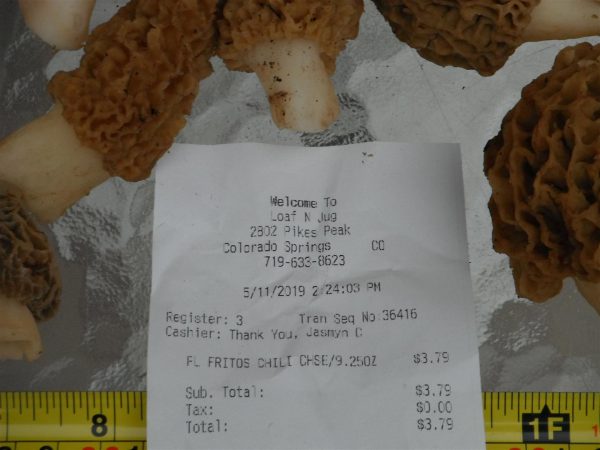 Welcome To
Loaf N Jug
2802 Pikes Peak
Colorado Springs CO
719-633-8623
5/11/2019 2:24:03 PM
Register: 3 Tran Seq No: 36416
Cashier: Thank You, Jasmyn C
FL FRITOS CHILI CHSE/9.25OZ $3.79
Sub. Total: $3.79
Tax: $0.00
Total: $3.79
8 1F